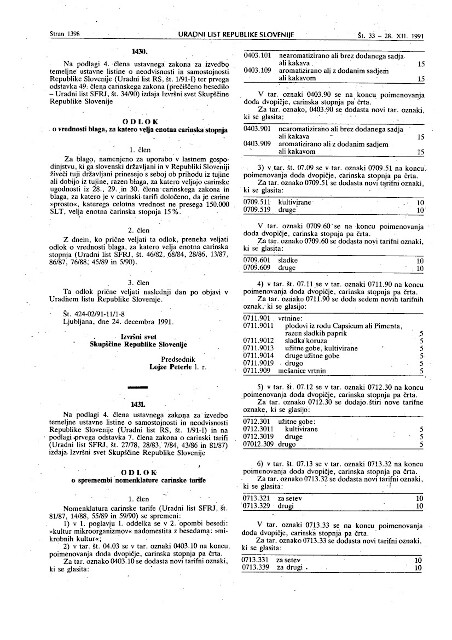 Stran 1396 URADNI LIST REPUBLIKE SLOVENIJE Št. 33 – 28. XII. 1991
1430.
Na podlagi 4. člena ustavnega zakona za izvedbo
temeljne ustavne listine o neodvisnosti in samostojnosti
Republike Slovenije (Uradni list RS, št. 1/91-I) ter prvega
odstavka 49. člena carinskega zakona (prečiščeno besedilo
– Uradni list SFRJ, št. 34/90) izdaja Izvršni svet Skupščine
Republike Slovenije
O D L O K
o vrednosti blaga, za katero velja enotna carinska stopnja
1. člen
Za blago, namenjeno za uporabo v lastnem gospo-
dinjstvu, ki ga slovenski državljani in v Republiki Sloveniji
živeči tuji državljani prinesejo s seboj ob prihodu iz tujine
ali dobijo iz tujine, razen blaga, za katero veljajo carinske
ugodnosti iz 28., 29. in 30. člena carinskega zakona in
blaga, za katero je v carinski tarifi določeno, da je carine
»prosto«, katerega celotna vrednost ne presega 150.000
SLT, velja enotna carinska stopnja 15%.
2. člen
Z dnem, ko prične veljati ta odlok, preneha veljati
odlok o vrednosti blaga, za katero velja enotna carinska
stopnja (Uradni list SFRJ, št. 46/82, 68/84, 28/86, 13/87,
86/87, 76/88, 45/89 in 5/90).
3. člen
Ta odlok prične veljati naslednji dan po objavi v
Uradnem listu Republike Slovenije.
Št. 424-02/91-11/1-8
Ljubljana, dne 24. decembra 1991.
Izvršni svet
Skupščine Republike Slovenije
Predsednik
Lojze Peterle l. r.
1431.
Na podlagi 4. člena ustavnega zakona za izvedbo
temeljne ustavne listine o samostojnosti in neodvisnosti
Republike Slovenije (Uradni list RS, št. 1/91-I) in na
podlagi prvega odstavka 7. člena zakona o carinski tarifi
(Uradni list SFRJ, št. 27/78, 28/83, 7/84, 43/86 in 81/87)
izdaja Izvršni svet Skupščine Republike Slovenije
O D L O K
o spremembi nomenklature carinske tarife
1. člen
Nomenklatura carinske tarife (Uradni list SFRJ, št.
81/87, 14/88, 55/89 in 59/90) se spremeni:
1) v 1. poglavju 1. oddelka se v 2. opombi besedi:
»kultur mikroorganizmov« nadomestita z besedama: »mi-
krobnih kultur«;
2) v tar. št. 04.03 se v tar. oznaki 0403.10 na koncu
poimenovanja doda dvopičje, carinska stopnja pa črta.
Za tar. oznako 0403.10 se dodasta novi tarifni oznaki,
ki se glasita:
0403.101 nearomatizirano ali brez dodanega sadja
ali kakava 15
0403.109 aromatizirano ali z dodanim sadjem
ali kakavom 15
V tar. oznaki 0403.90 se na koncu poimenovanja
doda dvopičje, carinska stopnja pa črta.
Za tar. oznako, 0403.90 se dodasta novi tar. oznaki,
ki se glasita:
0403.901 nearomatizirano ali brez dodanega sadja
ali kakava 15
0403.909 aromatizirano ali z dodanim sadjem
ali kakavom 15
3) v tar. št. 07.09 se v tar. oznaki 0709.51 na koncu
poimenovanja doda dvopičje, carinska stopnja pa črta.
Za tar. oznako 0709.51 se dodasta novi tarifni oznaki,
ki se glasita:
0709.511 kultivirane 10
0709.519 druge 10
V tar. oznaki 0709.60 se na koncu poimenovanja
doda dvopičje, carinska stopnja pa črta.
Za tar. oznako 0709.60 se dodasta novi tarifni oznaki,
ki se glasita:
0709.601 sladke 10
0709.609 druge 10
4) v tar. št. 07.11 se v tar. oznaki 0711.90 na koncu
poimenovanja doda dvopičje, carinska stopnja pa črta.
Za tar. oznako 0711.90 se doda sedem novih tarifnih
oznak, ki se glasijo:
0711.901 vrtnine:
0711.9011 plodovi iz rodu Capsicum ali Pimenta,
razen sladkih paprik 5
0711.9012 sladka koruza 5
0711.9013 užitne gobe, kultivirane 5
0711.9014 druge užitne gobe 5
0711.9019 drugo 5
0711.909 mešanice vrtnin 5
5) v tar. št. 07.12 se v tar. oznaki 0712.30 na koncu
poimenovanja doda dvopičje, carinska stopnja pa črta.
Za tar. oznako 0712.30 se dodajo štiri nove tarifne
oznake, ki se glasijo:
0712.301 užitne gobe:
0712.3011 kultivirane 5
0712.3019 druge 5
07012.309 drugo 5
6) v tar. št. 07.13 se v tar. oznaki 0713.32 na koncu
poimenovanja doda dvopičje, carinska stopnja pa črta.
Za tar. oznako 0713.32 se dodasta novi tarifni oznaki,
ki se glasita:
0713.321 za setev 10
0713.329 drugi 10
V tar. oznaki 0713.33 se na koncu poimenovanja
doda dvopičje, carinska stopnja pa črta.
Za tar. oznako 0713.33 se dodasta novi tarifni oznaki,
ki se glasita:
0713.331 za setev 10
0713.339 za drugi 10